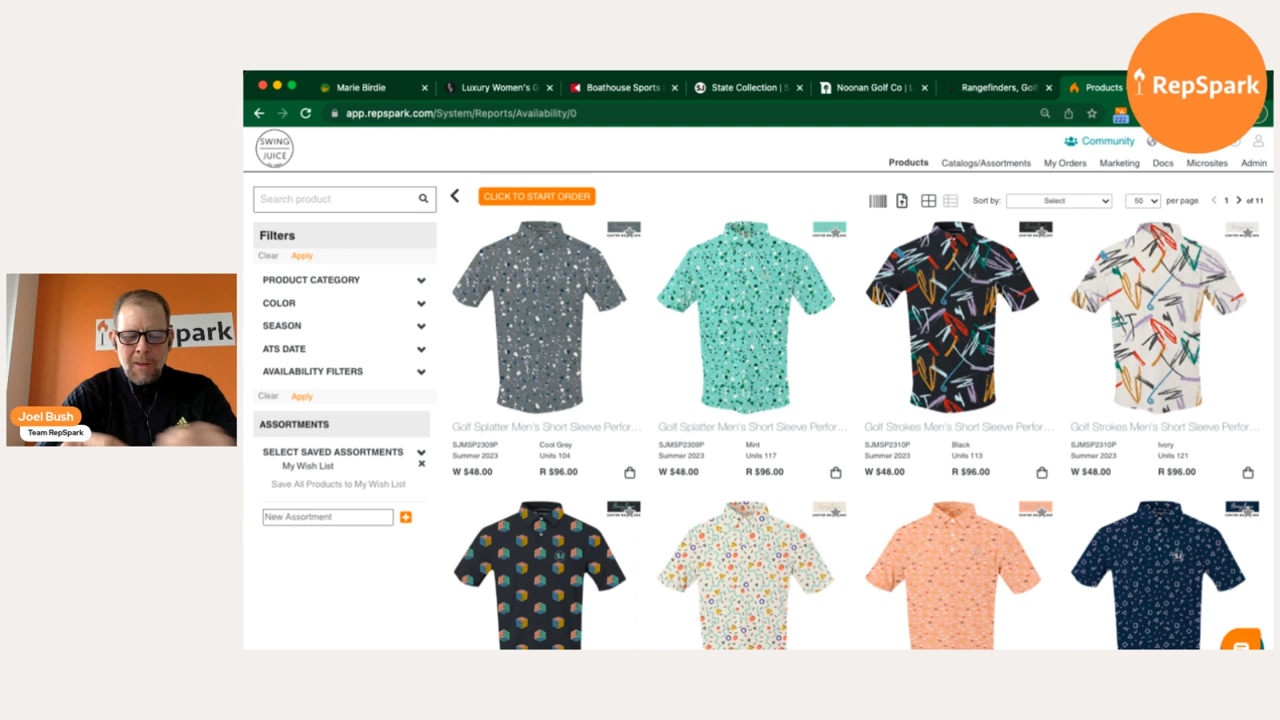 RepSpark
Marie Birdie
Luxury Women's G
Boathouse Sports
State Collection | S
Noonan Golf Co | L
Rangefinders, Gol
Products
app.repspark.com/System/Reports/Availability/0
SWING
JUICE
Community
Products
Catalogs/Assortments
My Orders
Marketing
Docs
Microsites
Admin
Search product
CLICK TO START ORDER
Sort by:
Select
50
per page
1
of 11
Filters
Clear
Apply
PRODUCT CATEGORY
COLOR
SEASON
ATS DATE
AVAILABILITY FILTERS
Clear
Apply
ASSORTMENTS
SELECT SAVED ASSORTMENTS
My Wish List
Save All Products to My Wish List
New Assortment
Golf Splatter Men's Short Sleeve Perfor...
SJMSP2309P
Cool Grey
Summer 2023
Units 104
W $48.00
R $96.00
Golf Splatter Men's Short Sleeve Perfor...
SJMSP2309P
Mint
Summer 2023
Units 117
W $48.00
R $96.00
Golf Strokes Men's Short Sleeve Perfor...
SJMSP2310P
Black
Summer 2023
Units 113
W $48.00
R $96.00
Golf Strokes Men's Short Sleeve Perfor...
SJMSP2310P
Ivory
Summer 2023
Units 121
W $48.00
R $96.00
SJ
spark
Joel Bush
Team RepSpark